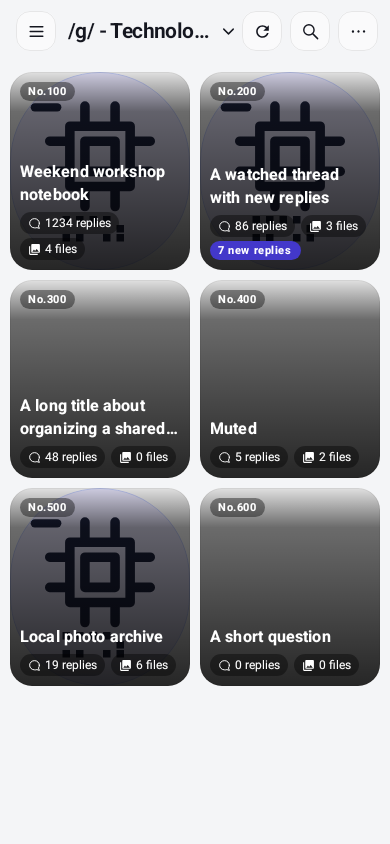 /g/ - Technolo...
No.100
Weekend workshop
notebook
1234 replies
4 files
No.200
A watched thread
with new replies
86 replies
3 files
7 new replies
No.300
A long title about
organizing a shared...
48 replies
0 files
No.400
Muted
5 replies
2 files
No.500
Local photo archive
19 replies
6 files
No.600
A short question
0 replies
0 files